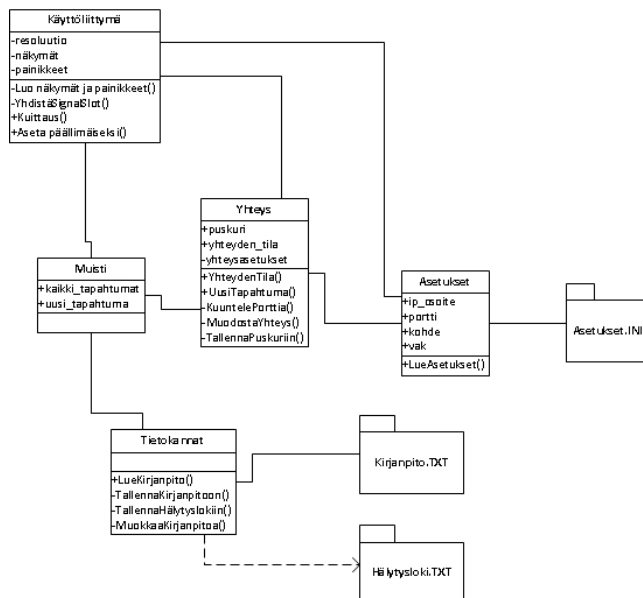 Käyttöliittymä
-resoluutio
-näkymät
-painikkeet
-Luo näkymät ja painikkeet()
-YhdistäSignalSlot()
+Kuittaus()
+Aseta päällimäiseksi()
Yhteys
+puskuri
+yhteyden_tila
-yhteysasetukset
+YhteydenTila()
+UusiTapahtuma()
-KuuntelePorttia()
-MuodostaYhteys()
-TallennaPuskuriin()
Muisti
+kaikki_tapahtumat
+uusi_tapahtuma
Asetukset
+ip_osoite
+portti
+kohde
+vak
+LueAsetukset()
Asetukset.INI
Tietokannat
+LueKirjanpito()
-TallennaKirjanpitoon()
-TallennaHälytyslokiin()
-MuokkaaKirjanpitoa()
Kirjanpito.TXT
Hälytysloki.TXT